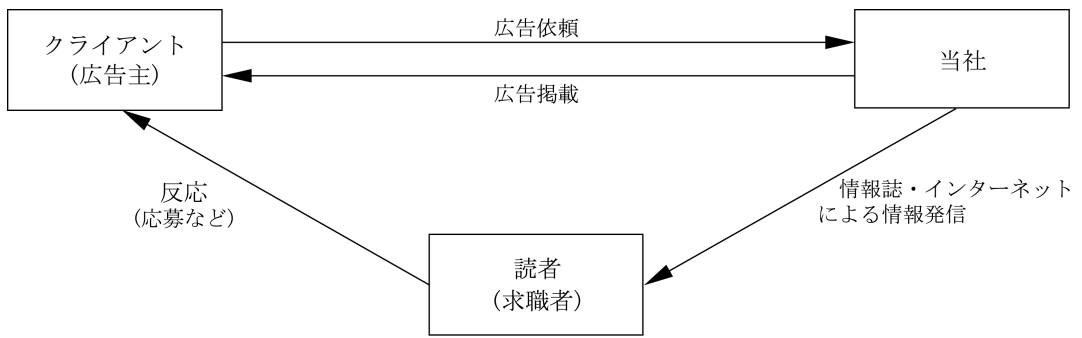 広告依頼
クライアント
（広告主）
当社
広告掲載
反応
（応募など）
情報誌・インターネット
による情報発信
読者
（求職者）